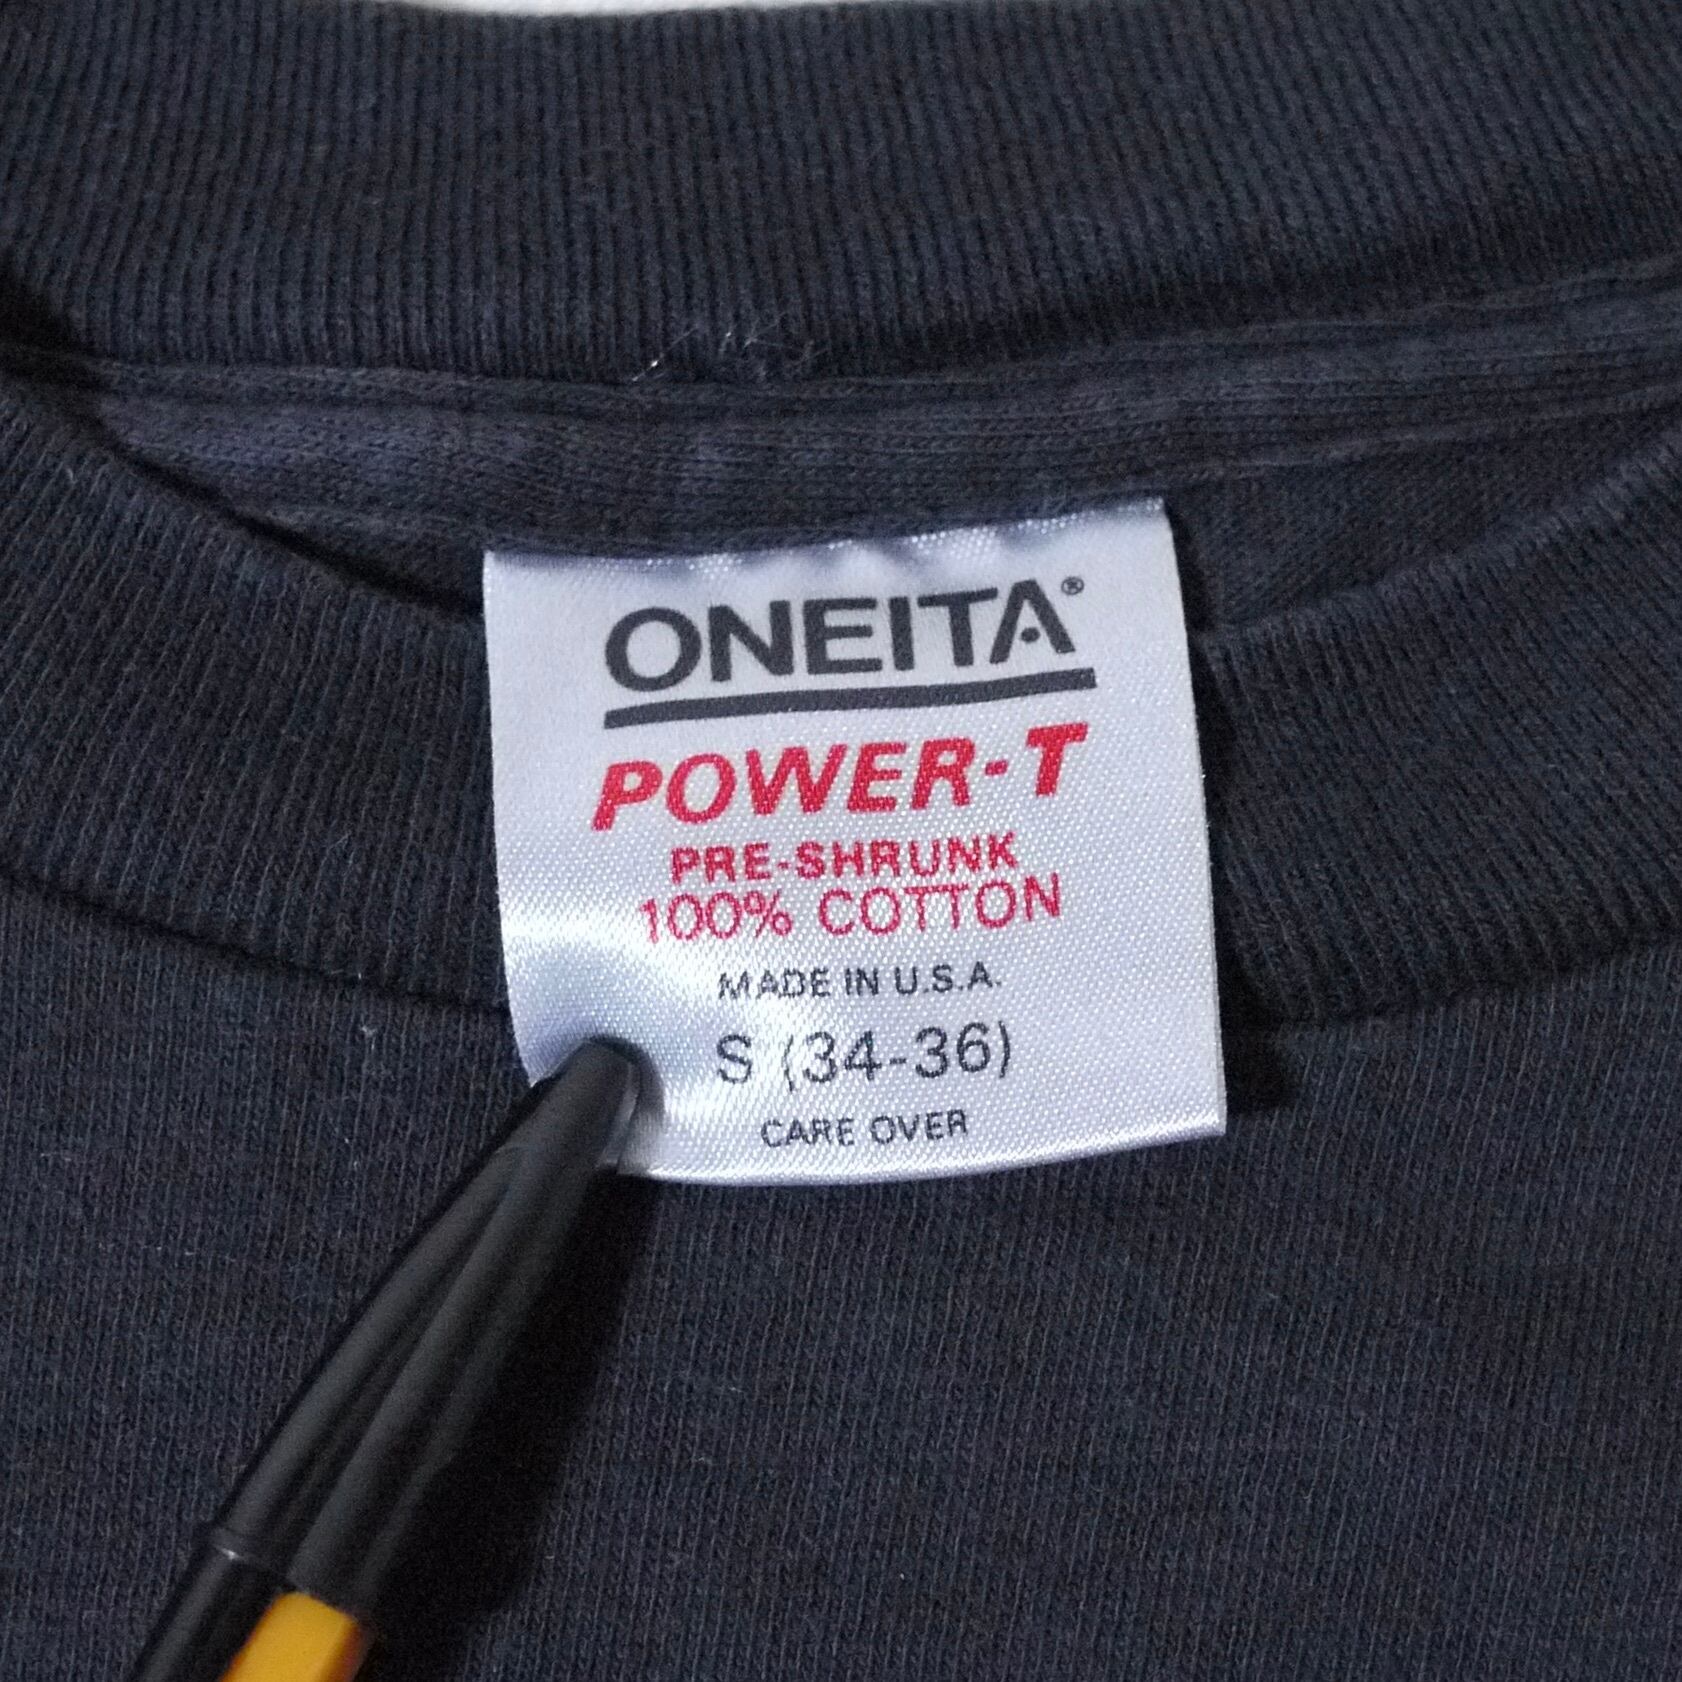 ONEITA®
POWER-T
PRE-SHRUNK
100% COTTON
MADE IN U.S.A.
S (34-36)
CARE OVER